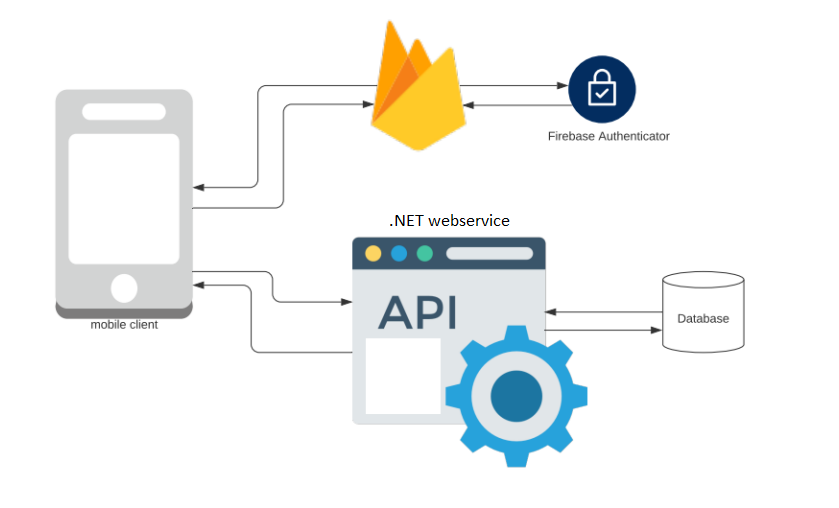 Firebase Authenticator
.NET webservice
API
Database
mobile client